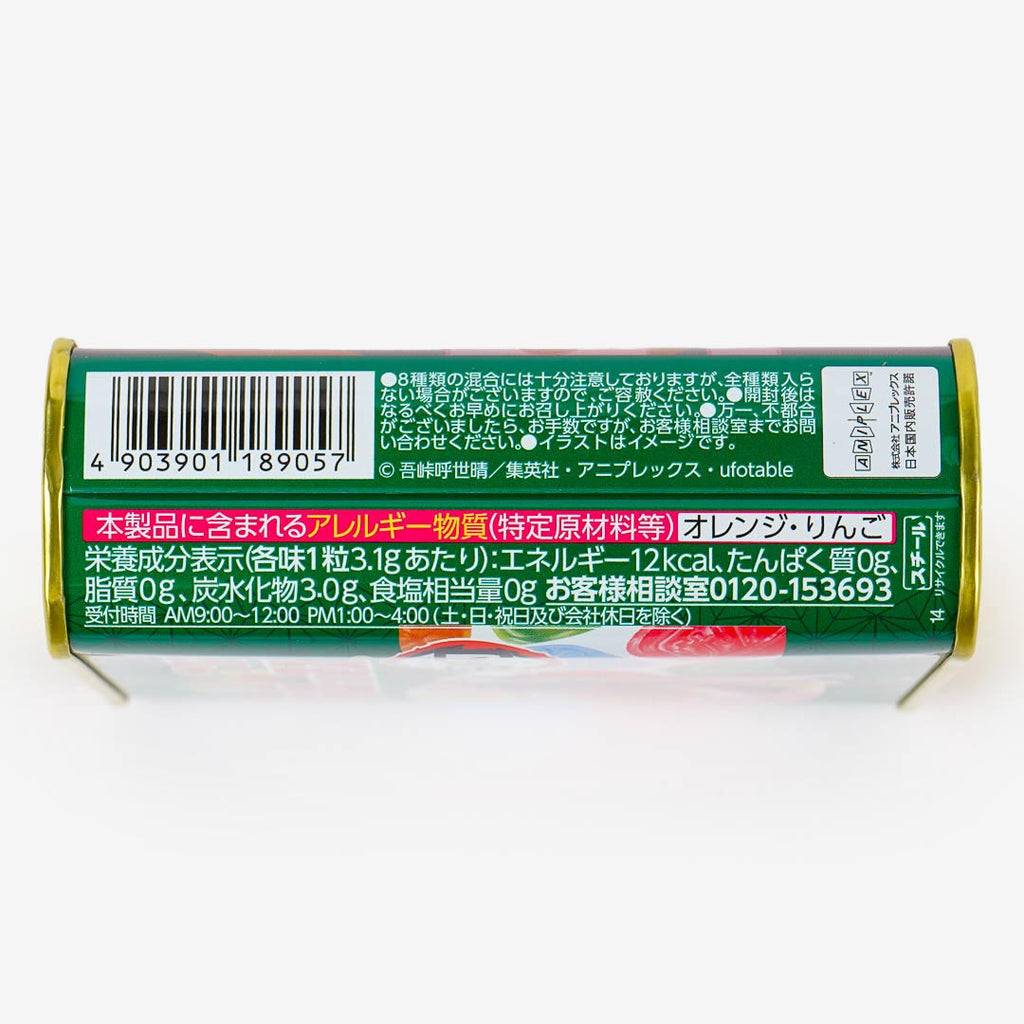 ●8種類の混合には十分注意しておりますが、全種類入ら
ない場合がございますので、ご容赦ください。●開封後は
なるべくお早めにお召し上がりください。●万一、不都合
がございましたら、お手数ですが、お客様相談室までお問
い合わせください。●イラストはイメージです。
©吾峠呼世晴／集英社・アニプレックス・ufotable
4 903901 189057
ANIPLEX
株式会社 アニプレックス
日本国内販売許諾
本製品に含まれるアレルギー物質(特定原材料等) オレンジ・りんご
栄養成分表示(各味1粒3.1gあたり):エネルギー12kcal、たんぱく質0g、
脂質0g、炭水化物3.0g、食塩相当量0g お客様相談室0120-153693
受付時間 AM9:00〜12:00 PM1:00〜4:00(土・日・祝日及び会社休日を除く)
スチール
リサイクルできます
14